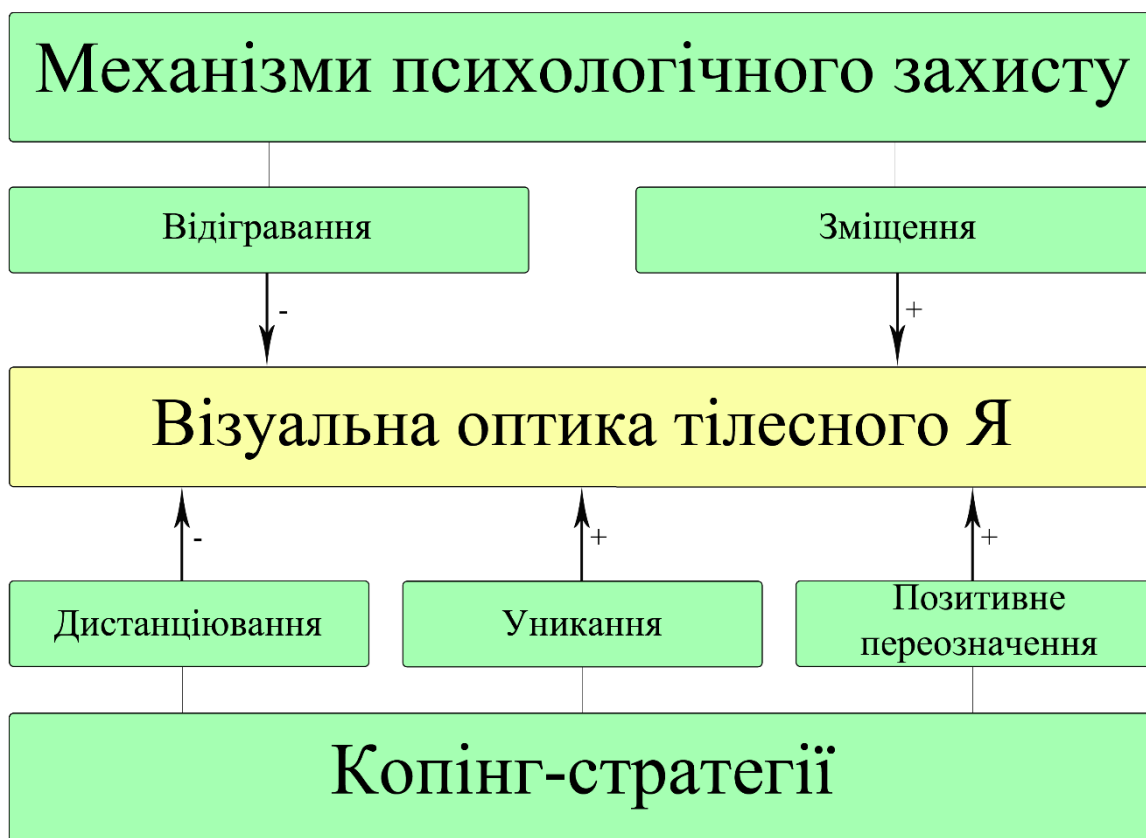 Механізми психологічного захисту
Відігравання
Зміщення
-
+
Візуальна оптика тілесного Я
-
+
+
Дистанціювання
Уникання
Позитивне
переозначення
Копінг-стратегії